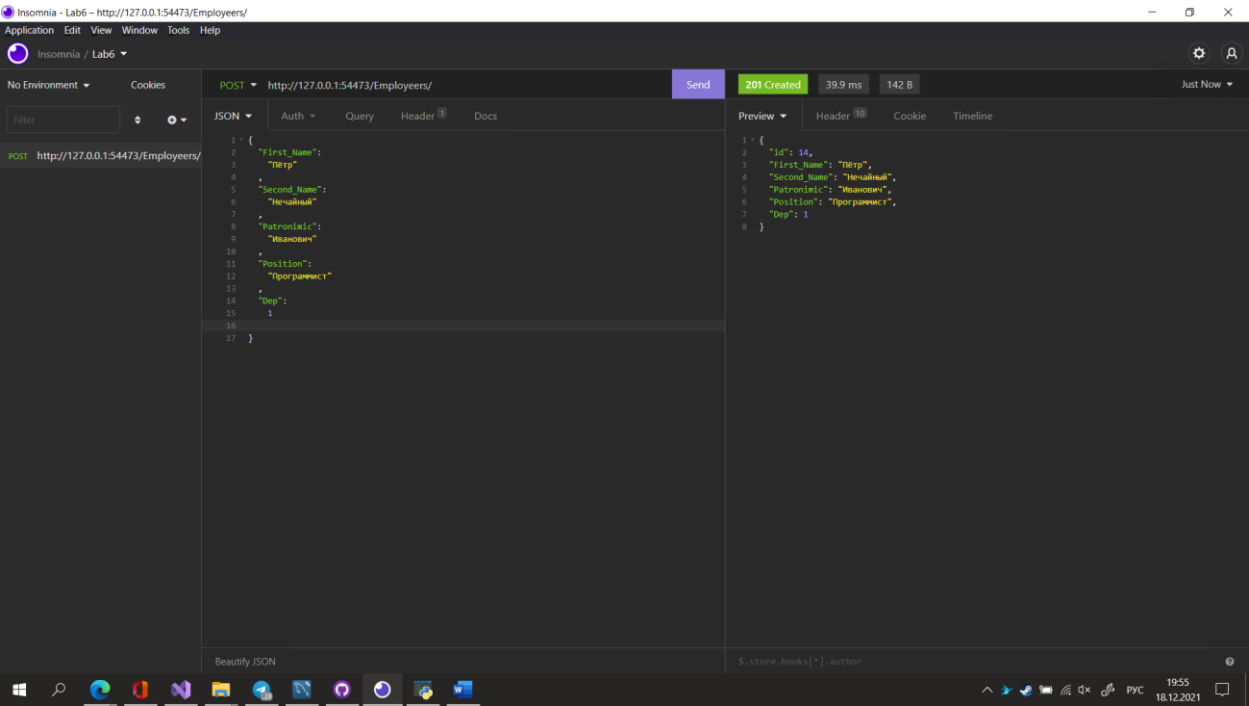 Insomnia - Lab6 – http://127.0.0.1:54473/Employeers/
Application Edit View Window Tools Help
Insomnia / Lab6
No Environment Cookies
POST http://127.0.0.1:54473/Employeers/ Send
201 Created 39.9 ms 142 B Just Now
Filter
POST http://127.0.0.1:54473/Employeers/
JSON Auth Query Header 1 Docs
1 {
2 "First_Name":
3 "Пётр"
4 ,
5 "Second_Name":
6 "Нечайный"
7 ,
8 "Patronimic":
9 "Иванович"
10 ,
11 "Position":
12 "Программист"
13 ,
14 "Dep":
15 1
16
17 }
Beautify JSON
Preview Header 10 Cookie Timeline
1 {
2 "id": 14,
3 "First_Name": "Пётр",
4 "Second_Name": "Нечайный",
5 "Patronimic": "Иванович",
6 "Position": "Программист",
7 "Dep": 1
8 }
$.store.books[*].author
РУС
19:55
18.12.2021